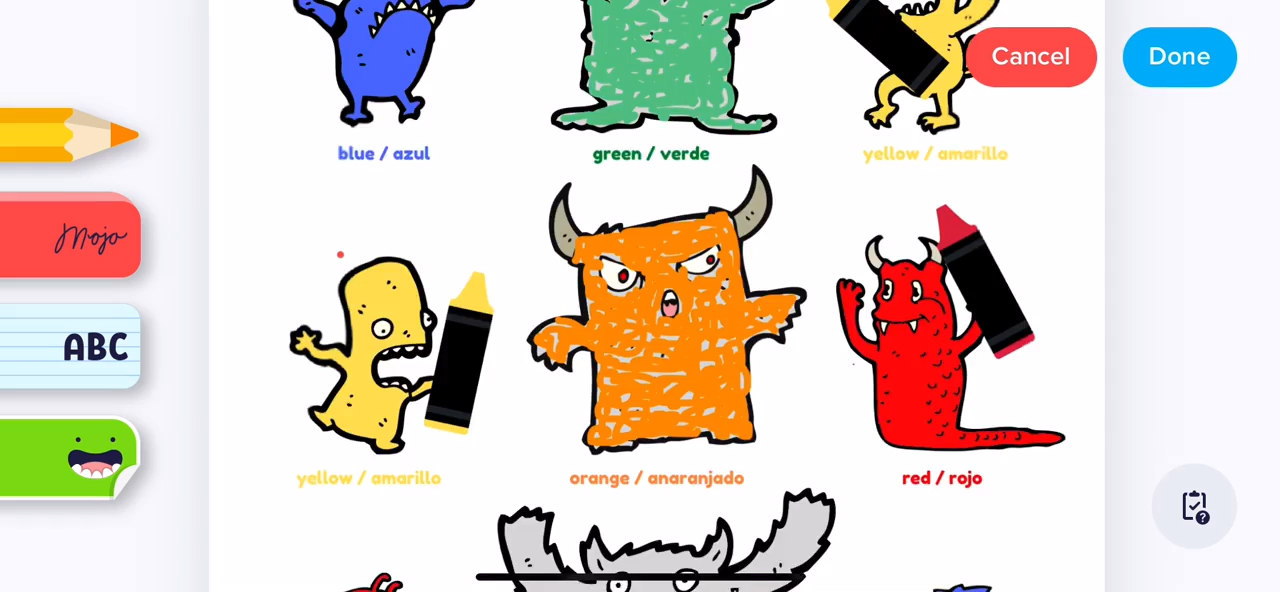 Cancel
Done
blue / azul
green / verde
yellow / amarillo
Mojo
ABC
yellow / amarillo
orange / anaranjado
red / rojo
?